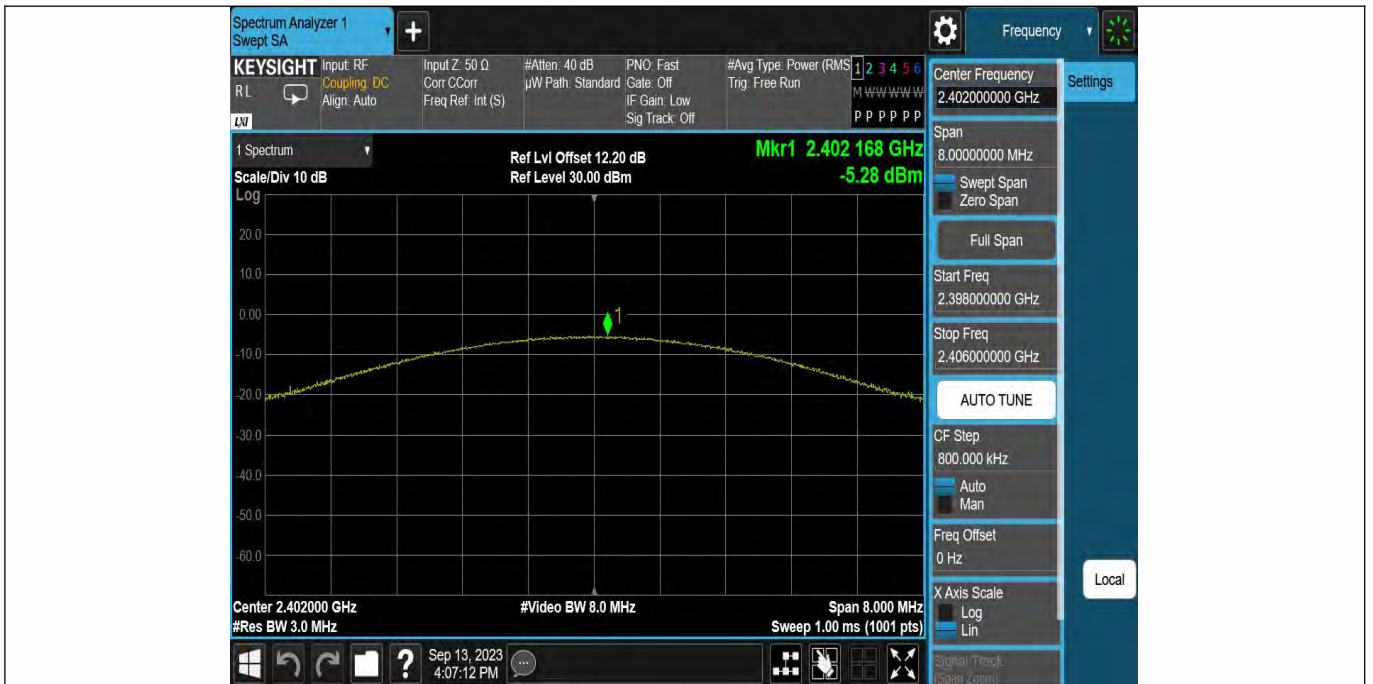 Spectrum Analyzer 1
Swept SA
+
Frequency
KEYSIGHT
R L
LXI
Input: RF
Coupling: DC
Align: Auto
Input Z: 50 Ω
Corr CCorr
Freq Ref: Int (S)
#Atten: 40 dB
µW Path: Standard
PNO: Fast
Gate: Off
IF Gain: Low
Sig Track: Off
#Avg Type: Power (RMS
Trig: Free Run
1 2 3 4 5 6
M W W W W W
P P P P P P
1 Spectrum
Scale/Div 10 dB
Log
Ref Lvl Offset 12.20 dB
Ref Level 30.00 dBm
Mkr1 2.402 168 GHz
-5.28 dBm
20.0
10.0
0.00
-10.0
-20.0
-30.0
-40.0
-50.0
-60.0
1
Center 2.402000 GHz
#Res BW 3.0 MHz
#Video BW 8.0 MHz
Span 8.000 MHz
Sweep 1.00 ms (1001 pts)
Center Frequency
2.402000000 GHz
Settings
Span
8.00000000 MHz
Swept Span
Zero Span
Full Span
Start Freq
2.398000000 GHz
Stop Freq
2.406000000 GHz
AUTO TUNE
CF Step
800.000 kHz
Auto
Man
Freq Offset
0 Hz
X Axis Scale
Log
Lin
Signal Track
(Span Zoom)
Local
?
Sep 13, 2023
4:07:12 PM